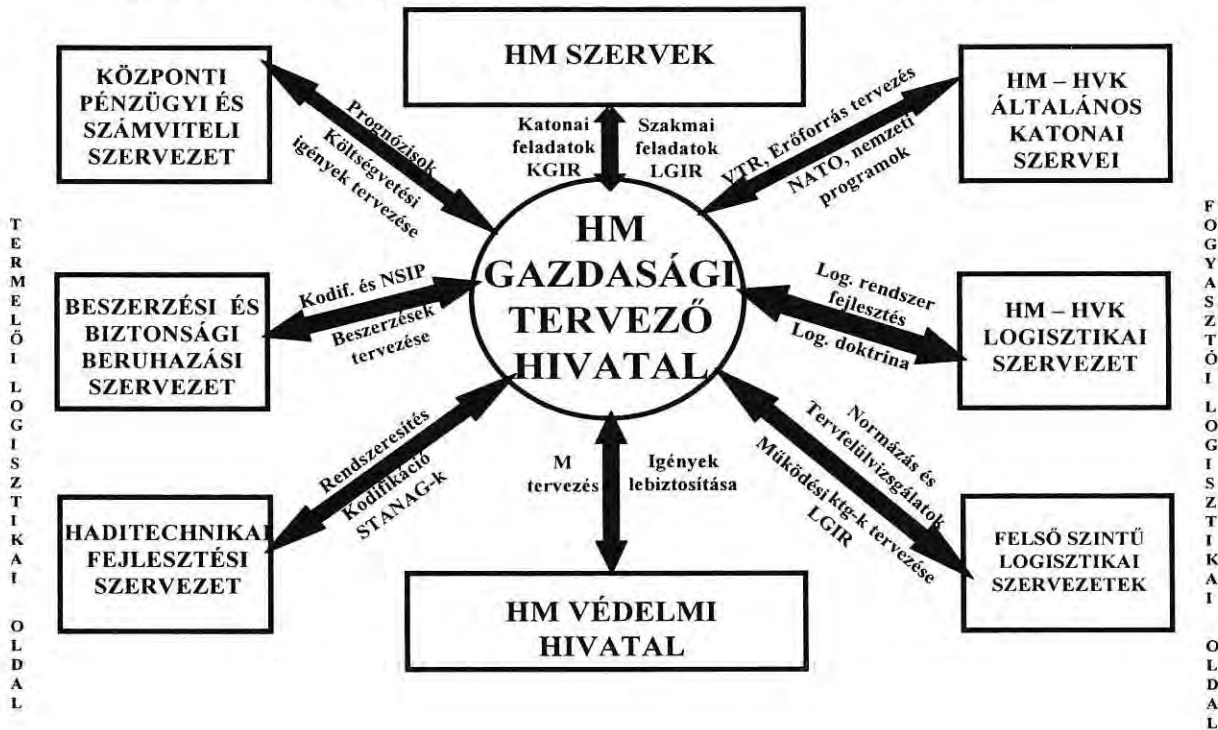 HM SZERVEK
KÖZPONTI
PÉNZÜGYI ÉS
SZÁMVITELI
SZERVEZET
Prognózisok
Költségvetési
igények tervezése
Katonai
feladatok
KGIR
Szakmai
feladatok
LGIR
VTR, Erőforrás tervezés
NATO, nemzeti
programok
HM – HVK
ÁLTALÁNOS
KATONAI
SZERVEI
TERMELŐI LOGISZTIKAI OLDAL
BESZERZÉSI ÉS
BIZTONSÁGI
BERUHAZÁSI
SZERVEZET
Kodif. és NSIP
Beszerzések
tervezése
HM
GAZDASÁGI
TERVEZŐ
HIVATAL
Log. rendszer
fejlesztés
Log. doktrina
HM – HVK
LOGISZTIKAI
SZERVEZET
FOGYASZTÓI LOGISZTIKAI OLDAL
HADITECHNIKAI
FEJLESZTÉSI
SZERVEZET
Rendszeresítés
Kodifikáció
STANAG-k
M
tervezés
Igények
lebiztosítása
Normázás és
Tervfelülvizsgálatok
Működési ktg-k tervezése
LGIR
FELSŐ SZINTŰ
LOGISZTIKAI
SZERVEZETEK
HM VÉDELMI
HIVATAL